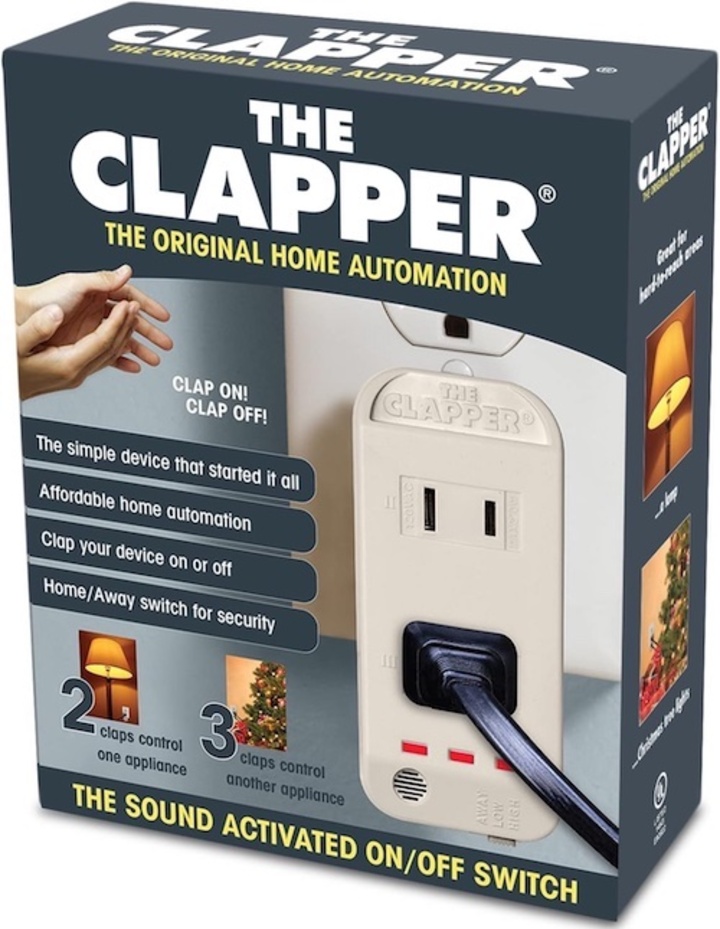 THE
CLAPPER®
THE ORIGINAL HOME AUTOMATION
THE
CLAPPER®
THE ORIGINAL HOME AUTOMATION
CLAP ON!
CLAP OFF!
The simple device that started it all
Affordable home automation
Clap your device on or off
Home/Away switch for security
2 claps control
one appliance
3 claps control
another appliance
THE
CLAPPER®
II
III
AWAY
LOW
HIGH
THE SOUND ACTIVATED ON/OFF SWITCH
THE
CLAPPER®
THE ORIGINAL HOME AUTOMATION
Great for
hard-to-reach areas
...a lamp
...Christmas tree lights
UL